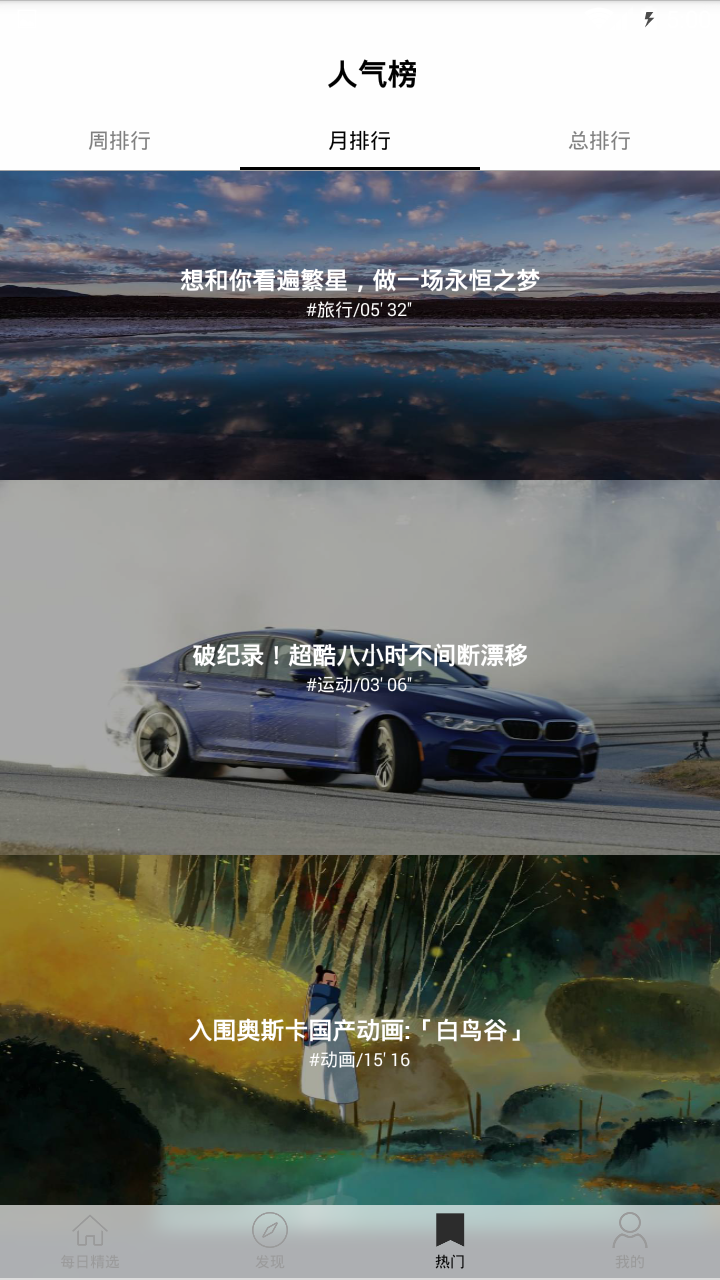 人气榜
周排行
月排行
总排行
想和你看遍繁星，做一场永恒之梦
#旅行/05' 32"
破纪录！超酷八小时不间断漂移
#运动/03' 06"
入围奥斯卡国产动画:「白鸟谷」
#动画/15' 16
每日精选
发现
热门
我的